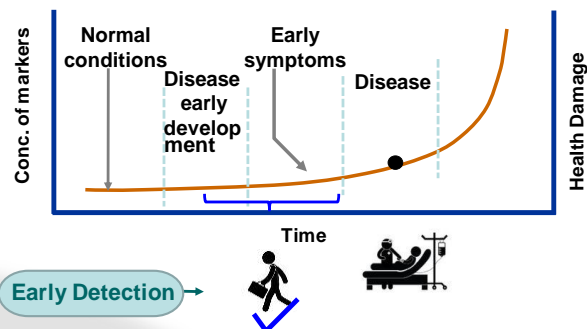 Conc. of markers
Normal
conditions
Disease
early
develop
ment
Early
symptoms
Disease
Health Damage
Time
Early Detection